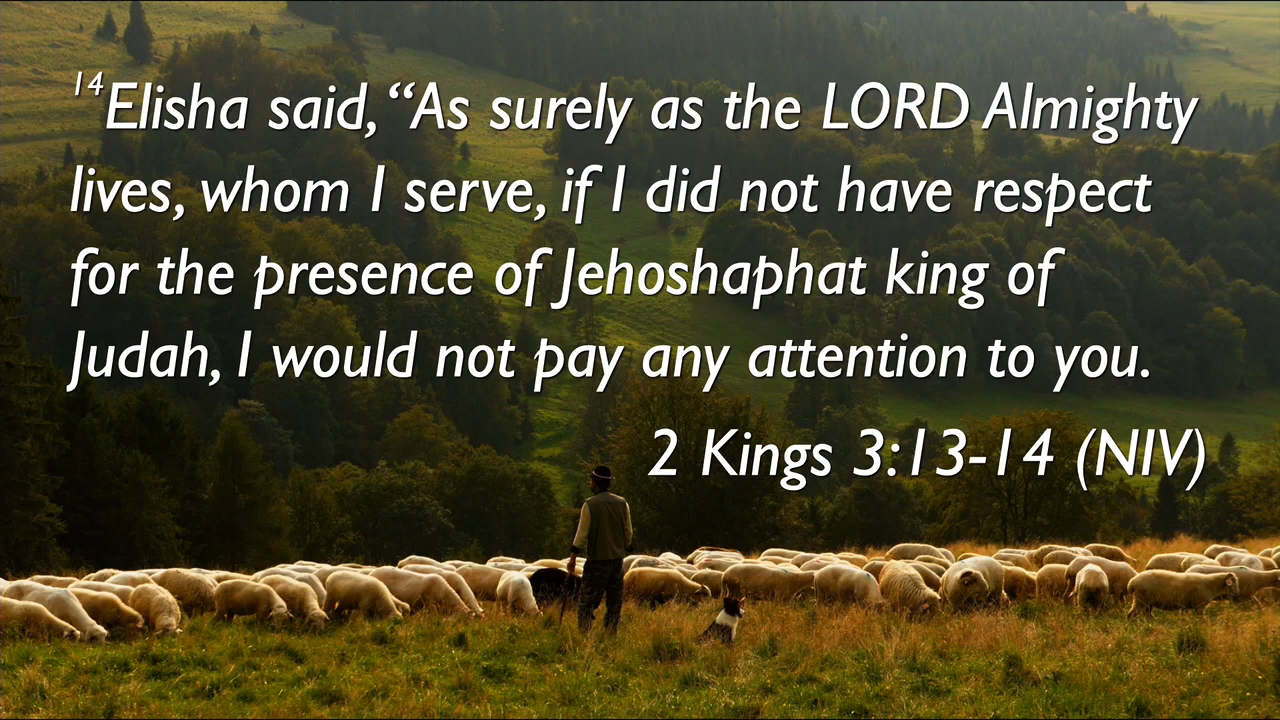 14Elisha said, “As surely as the LORD Almighty
lives, whom I serve, if I did not have respect
for the presence of Jehoshaphat king of
Judah, I would not pay any attention to you.
2 Kings 3:13-14 (NIV)